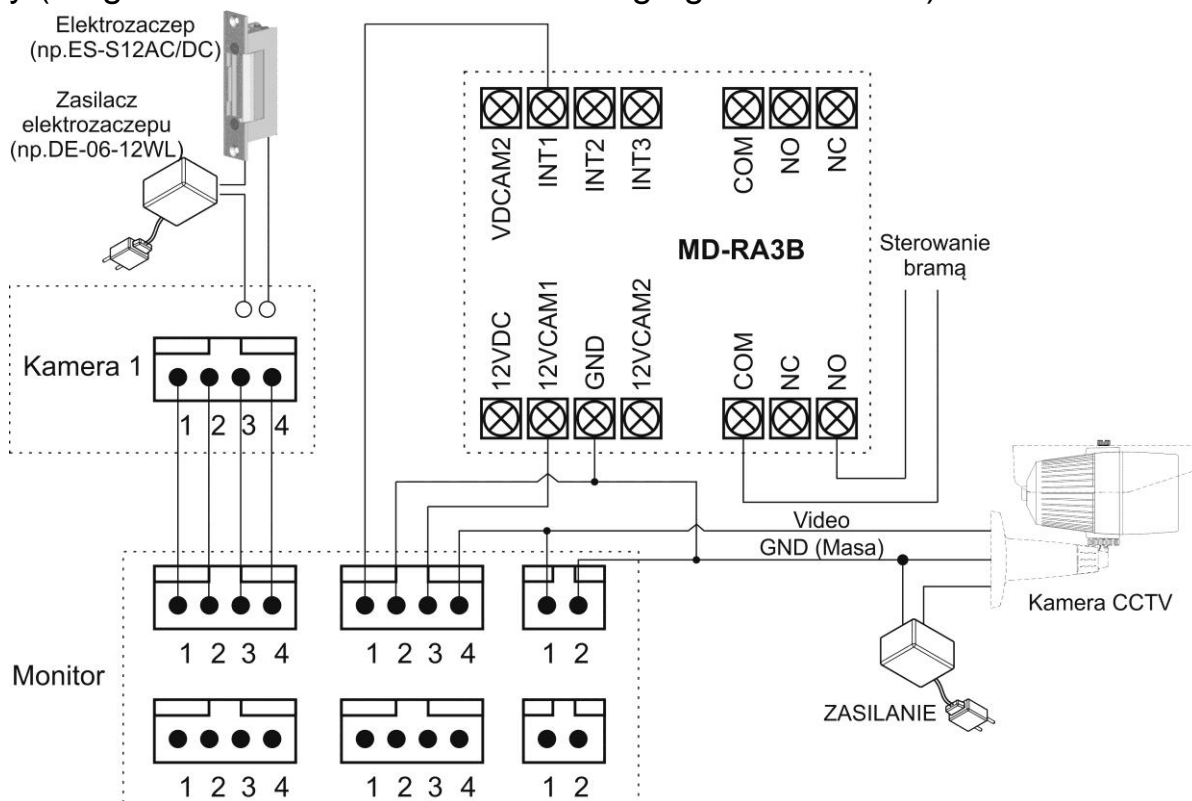 Elektrozaczep
(np.ES-S12AC/DC)
Zasilacz
elektrozaczepu
(np.DE-06-12WL)
VDCAM2
INT1
INT2
INT3
COM
NO
NC
MD-RA3B
Sterowanie
bramą
12VDC
12VCAM1
GND
12VCAM2
COM
NC
NO
Kamera 1
1 2 3 4
Video
GND (Masa)
Kamera CCTV
ZASILANIE
Monitor
1 2 3 4
1 2 3 4
1 2
1 2 3 4
1 2 3 4
1 2